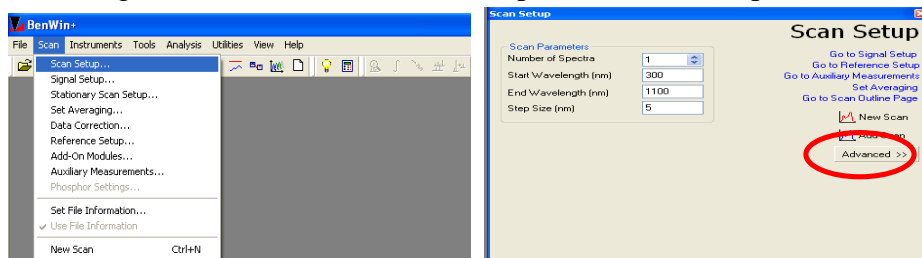 BenWin+
File Scan Instruments Tools Analysis Utilities View Help
Scan Setup...
Signal Setup...
Stationary Scan Setup...
Set Averaging...
Data Correction...
Reference Setup...
Add-On Modules...
Auxiliary Measurements...
Phosphor Settings...
Set File Information...
Use File Information
New Scan Ctrl+N
Scan Setup
Scan Setup
Scan Parameters
Number of Spectra 1
Start Wavelength (nm) 300
End Wavelength (nm) 1100
Step Size (nm) 5
Go to Signal Setup
Go to Reference Setup
Go to Auxiliary Measurements
Set Averaging
Go to Scan Outline Page
New Scan
Add Scan
Advanced >>